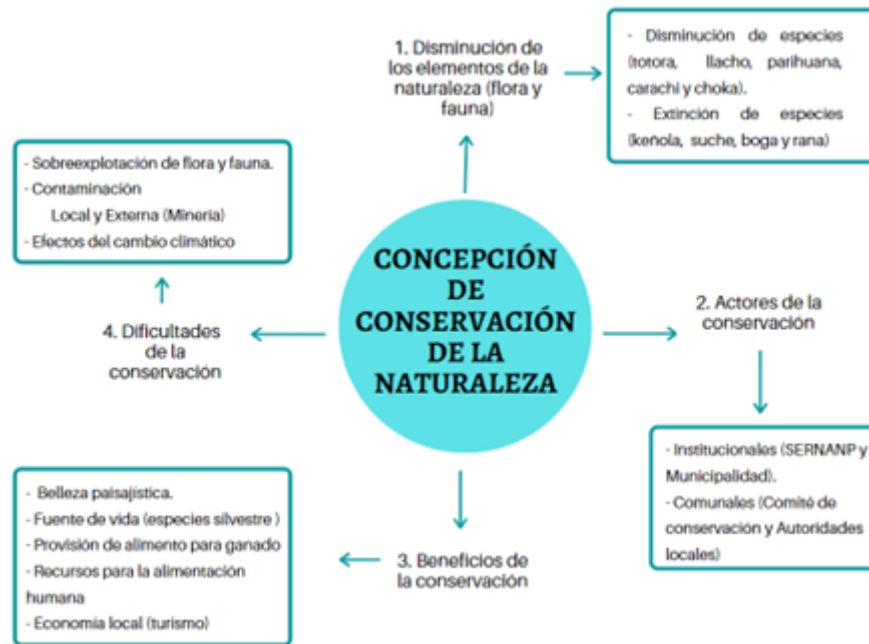 CONCEPCIÓN
DE
CONSERVACIÓN
DE LA
NATURALEZA
1. Disminución de
los elementos de la
naturaleza (flora y
fauna)
- Disminución de especies
(totora, llacho, parihuana,
carachi y choka).
- Extinción de especies
(keñola, suche, boga y rana)
2. Actores de la
conservación
- Institucionales (SERNANP y
Municipalidad).
- Comunales (Comité de
conservación y Autoridades
locales)
3. Beneficios de
la conservación
- Belleza paisajística.
- Fuente de vida (especies silvestre )
- Provisión de alimento para ganado
- Recursos para la alimentación
humana
- Economia local (turismo)
4. Dificultades
de la
conservación
- Sobreexplotación de flora y fauna.
- Contaminación
Local y Externa (Mineria)
- Efectos del cambio climático